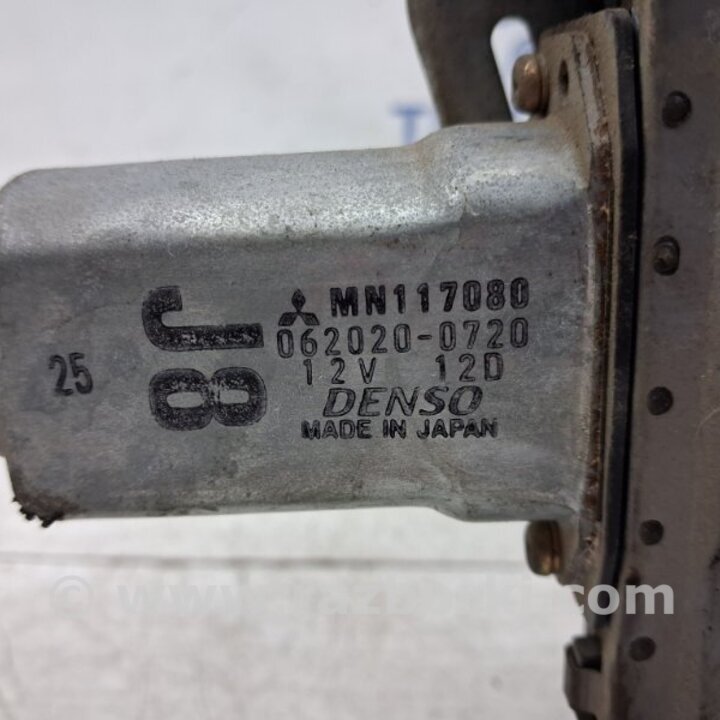 MN117080
062020-0720
12V 12D
DENSO
MADE IN JAPAN
25
J8